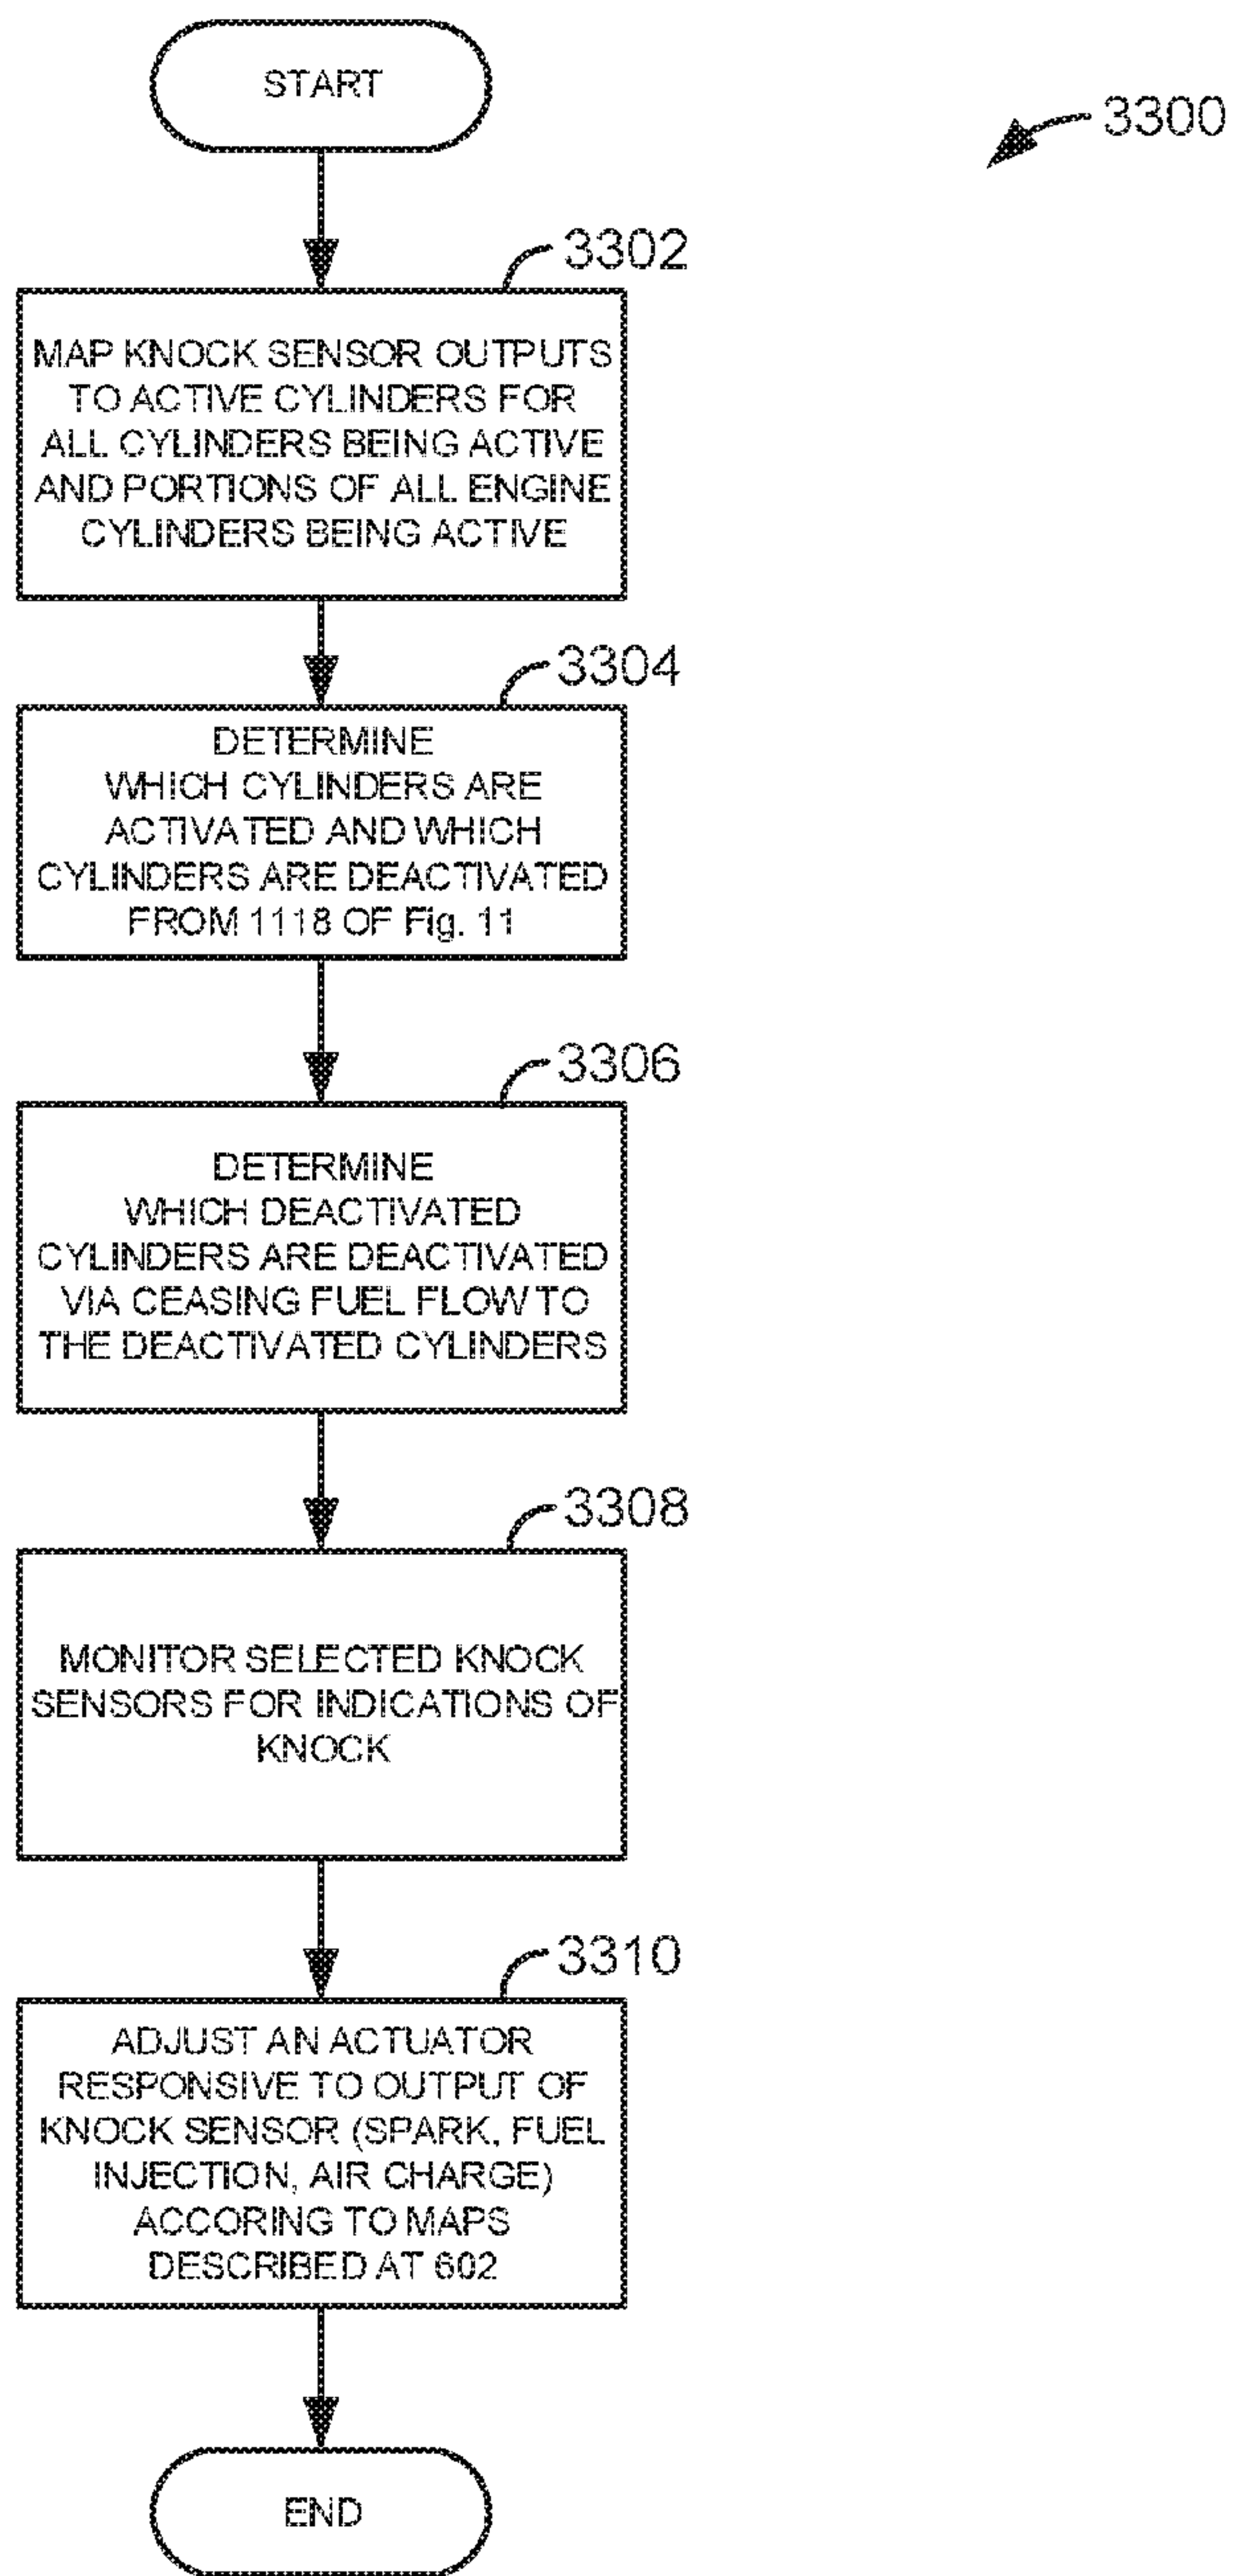 START
3300
3302
MAP KNOCK SENSOR OUTPUTS
TO ACTIVE CYLINDERS FOR
ALL CYLINDERS BEING ACTIVE
AND PORTIONS OF ALL ENGINE
CYLINDERS BEING ACTIVE
3304
DETERMINE
WHICH CYLINDERS ARE
ACTIVATED AND WHICH
CYLINDERS ARE DEACTIVATED
FROM 1118 OF Fig. 11
3306
DETERMINE
WHICH DEACTIVATED
CYLINDERS ARE DEACTIVATED
VIA CEASING FUEL FLOW TO
THE DEACTIVATED CYLINDERS
3308
MONITOR SELECTED KNOCK
SENSORS FOR INDICATIONS OF
KNOCK
3310
ADJUST AN ACTUATOR
RESPONSIVE TO OUTPUT OF
KNOCK SENSOR (SPARK, FUEL
INJECTION, AIR CHARGE)
ACCORING TO MAPS
DESCRIBED AT 602
END